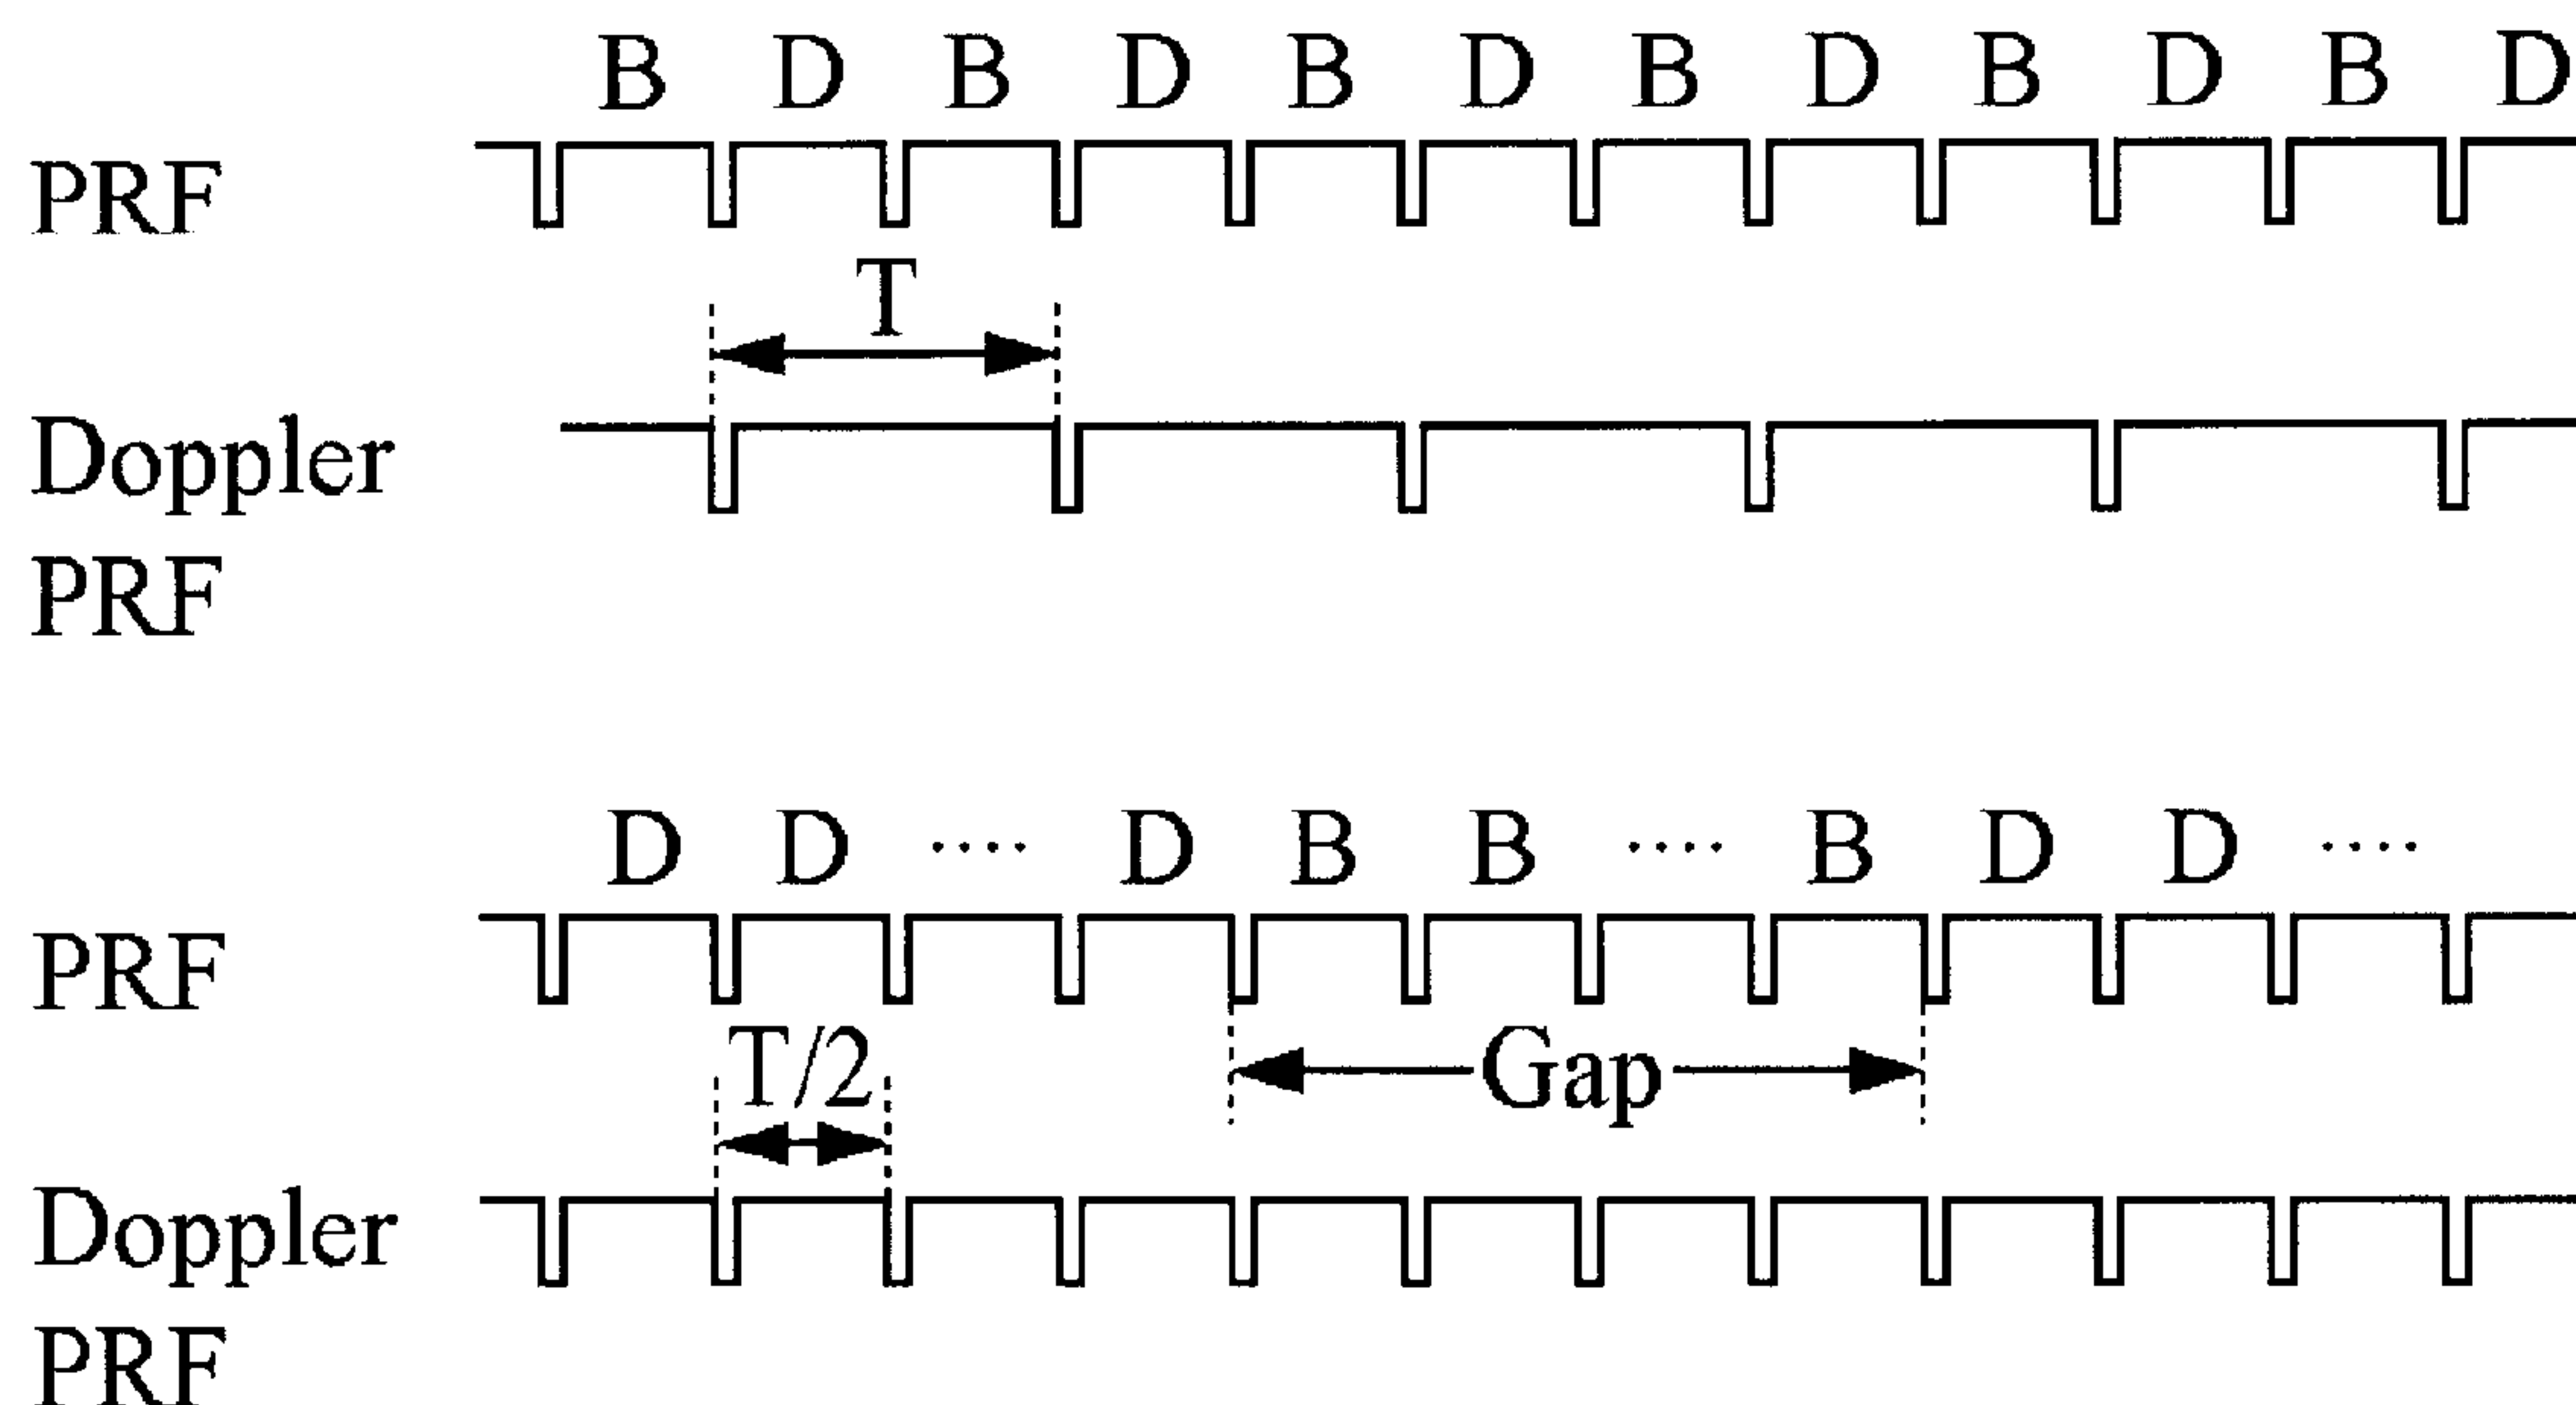 B D B D B D B D B D B D
PRF
T
Doppler
PRF
D D .... D B B .... B D D ....
PRF
T/2 Gap
Doppler
PRF